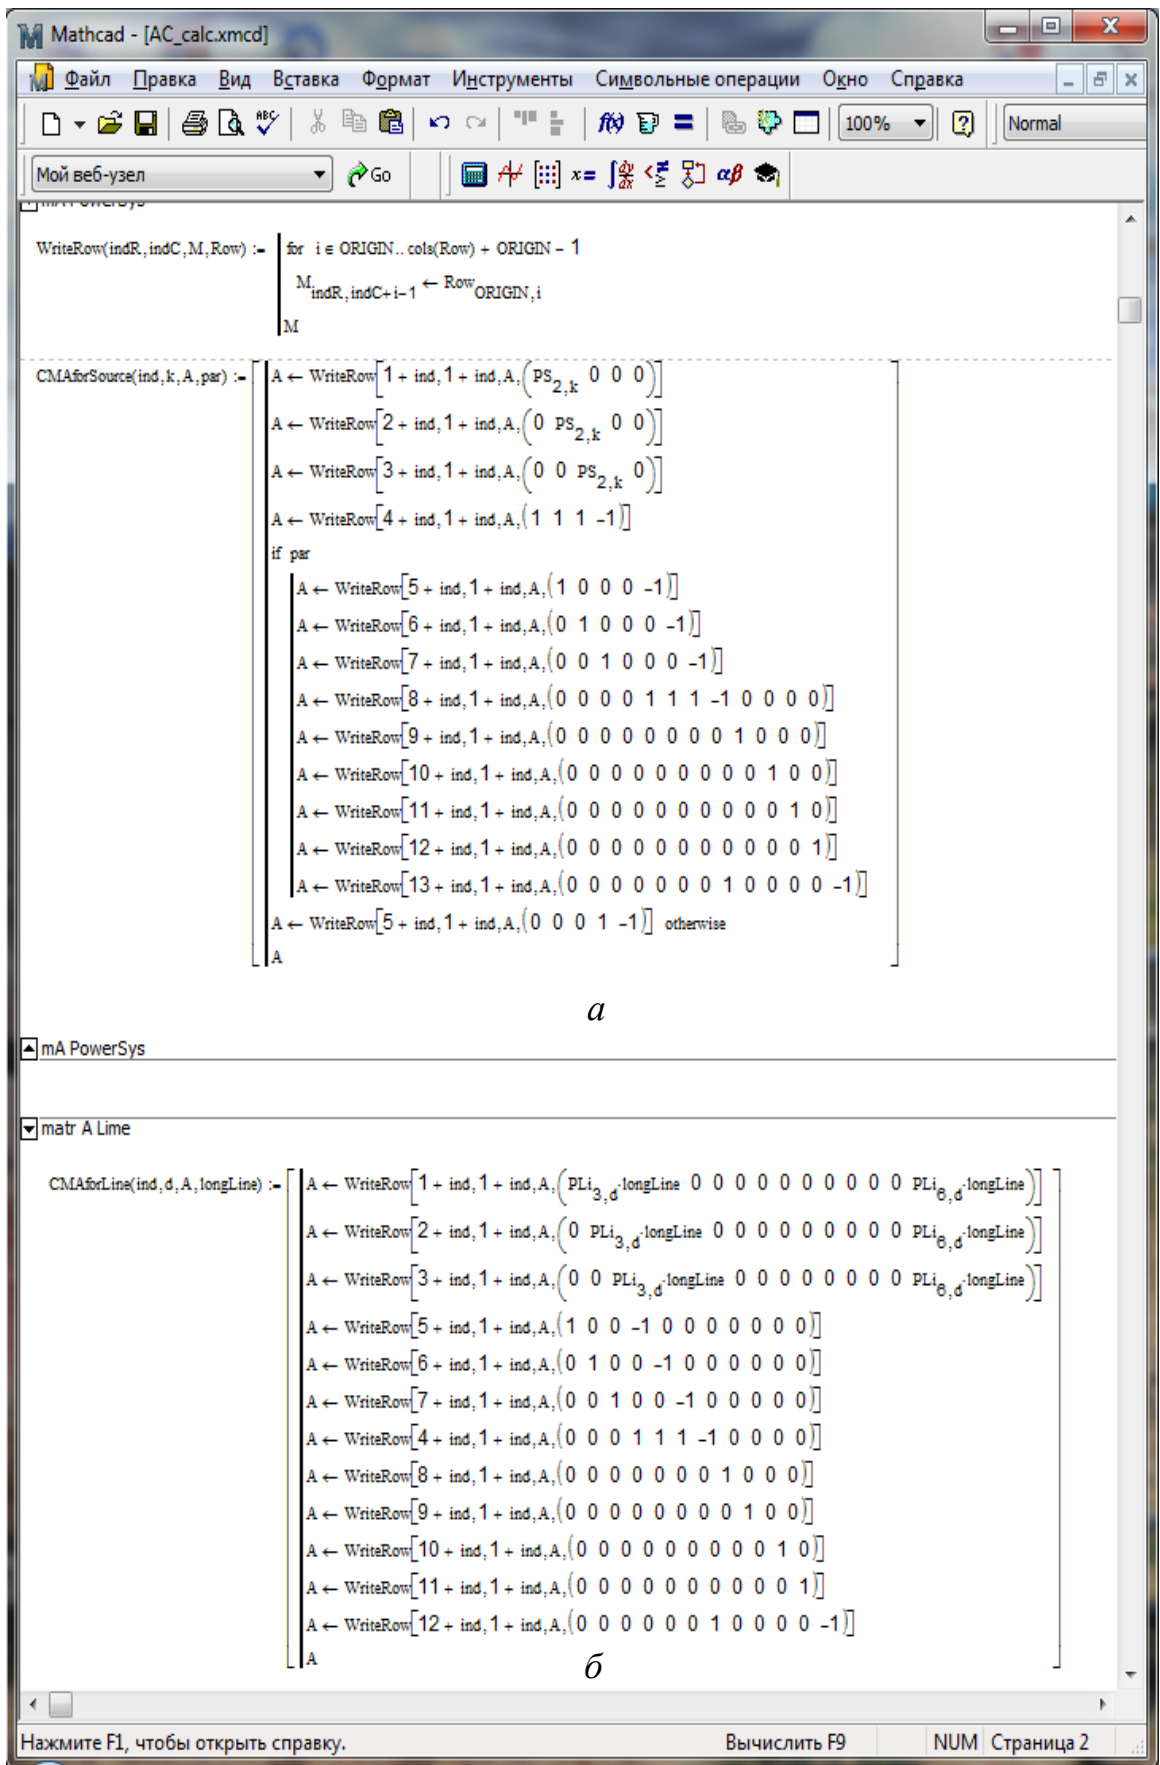 Mathcad - [AC_calc.xmcd]
Файл Правка Вид Вставка Формат Инструменты Символьные операции Окно Справка
100% Normal
Мой веб-узел Go
mA PowerSys
WriteRow(indR,indC,M,Row) := for i ∈ ORIGIN.. cols(Row) + ORIGIN − 1
M indR,indC+i−1 ← Row ORIGIN,i
M
CMAforSource(ind,k,A,par) := A ← WriteRow[1 + ind,1 + ind,A,(PS2,k 0 0 0)]
A ← WriteRow[2 + ind,1 + ind,A,(0 PS2,k 0 0)]
A ← WriteRow[3 + ind,1 + ind,A,(0 0 PS2,k 0)]
A ← WriteRow[4 + ind,1 + ind,A,(1 1 1 −1)]
if par
A ← WriteRow[5 + ind,1 + ind,A,(1 0 0 0 −1)]
A ← WriteRow[6 + ind,1 + ind,A,(0 1 0 0 0 −1)]
A ← WriteRow[7 + ind,1 + ind,A,(0 0 1 0 0 0 −1)]
A ← WriteRow[8 + ind,1 + ind,A,(0 0 0 0 1 1 1 −1 0 0 0 0)]
A ← WriteRow[9 + ind,1 + ind,A,(0 0 0 0 0 0 0 0 1 0 0 0)]
A ← WriteRow[10 + ind,1 + ind,A,(0 0 0 0 0 0 0 0 0 1 0 0)]
A ← WriteRow[11 + ind,1 + ind,A,(0 0 0 0 0 0 0 0 0 0 1 0)]
A ← WriteRow[12 + ind,1 + ind,A,(0 0 0 0 0 0 0 0 0 0 0 1)]
A ← WriteRow[13 + ind,1 + ind,A,(0 0 0 0 0 0 0 1 0 0 0 0 −1)]
A ← WriteRow[5 + ind,1 + ind,A,(0 0 0 1 −1)] otherwise
A
а
mA PowerSys
matr A Lime
CMAforLine(ind,d,A,longLine) := A ← WriteRow[1 + ind,1 + ind,A,(PLi3,d·longLine 0 0 0 0 0 0 0 0 0 0 PLi6,d·longLine)]
A ← WriteRow[2 + ind,1 + ind,A,(0 PLi3,d·longLine 0 0 0 0 0 0 0 0 0 PLi6,d·longLine)]
A ← WriteRow[3 + ind,1 + ind,A,(0 0 PLi3,d·longLine 0 0 0 0 0 0 0 0 PLi6,d·longLine)]
A ← WriteRow[5 + ind,1 + ind,A,(1 0 0 −1 0 0 0 0 0 0 0)]
A ← WriteRow[6 + ind,1 + ind,A,(0 1 0 0 −1 0 0 0 0 0 0)]
A ← WriteRow[7 + ind,1 + ind,A,(0 0 1 0 0 −1 0 0 0 0 0)]
A ← WriteRow[4 + ind,1 + ind,A,(0 0 0 1 1 1 −1 0 0 0 0)]
A ← WriteRow[8 + ind,1 + ind,A,(0 0 0 0 0 0 0 1 0 0 0)]
A ← WriteRow[9 + ind,1 + ind,A,(0 0 0 0 0 0 0 0 1 0 0)]
A ← WriteRow[10 + ind,1 + ind,A,(0 0 0 0 0 0 0 0 0 1 0)]
A ← WriteRow[11 + ind,1 + ind,A,(0 0 0 0 0 0 0 0 0 0 1)]
A ← WriteRow[12 + ind,1 + ind,A,(0 0 0 0 0 0 1 0 0 0 0 −1)]
A
б
Нажмите F1, чтобы открыть справку. Вычислить F9 NUM Страница 2